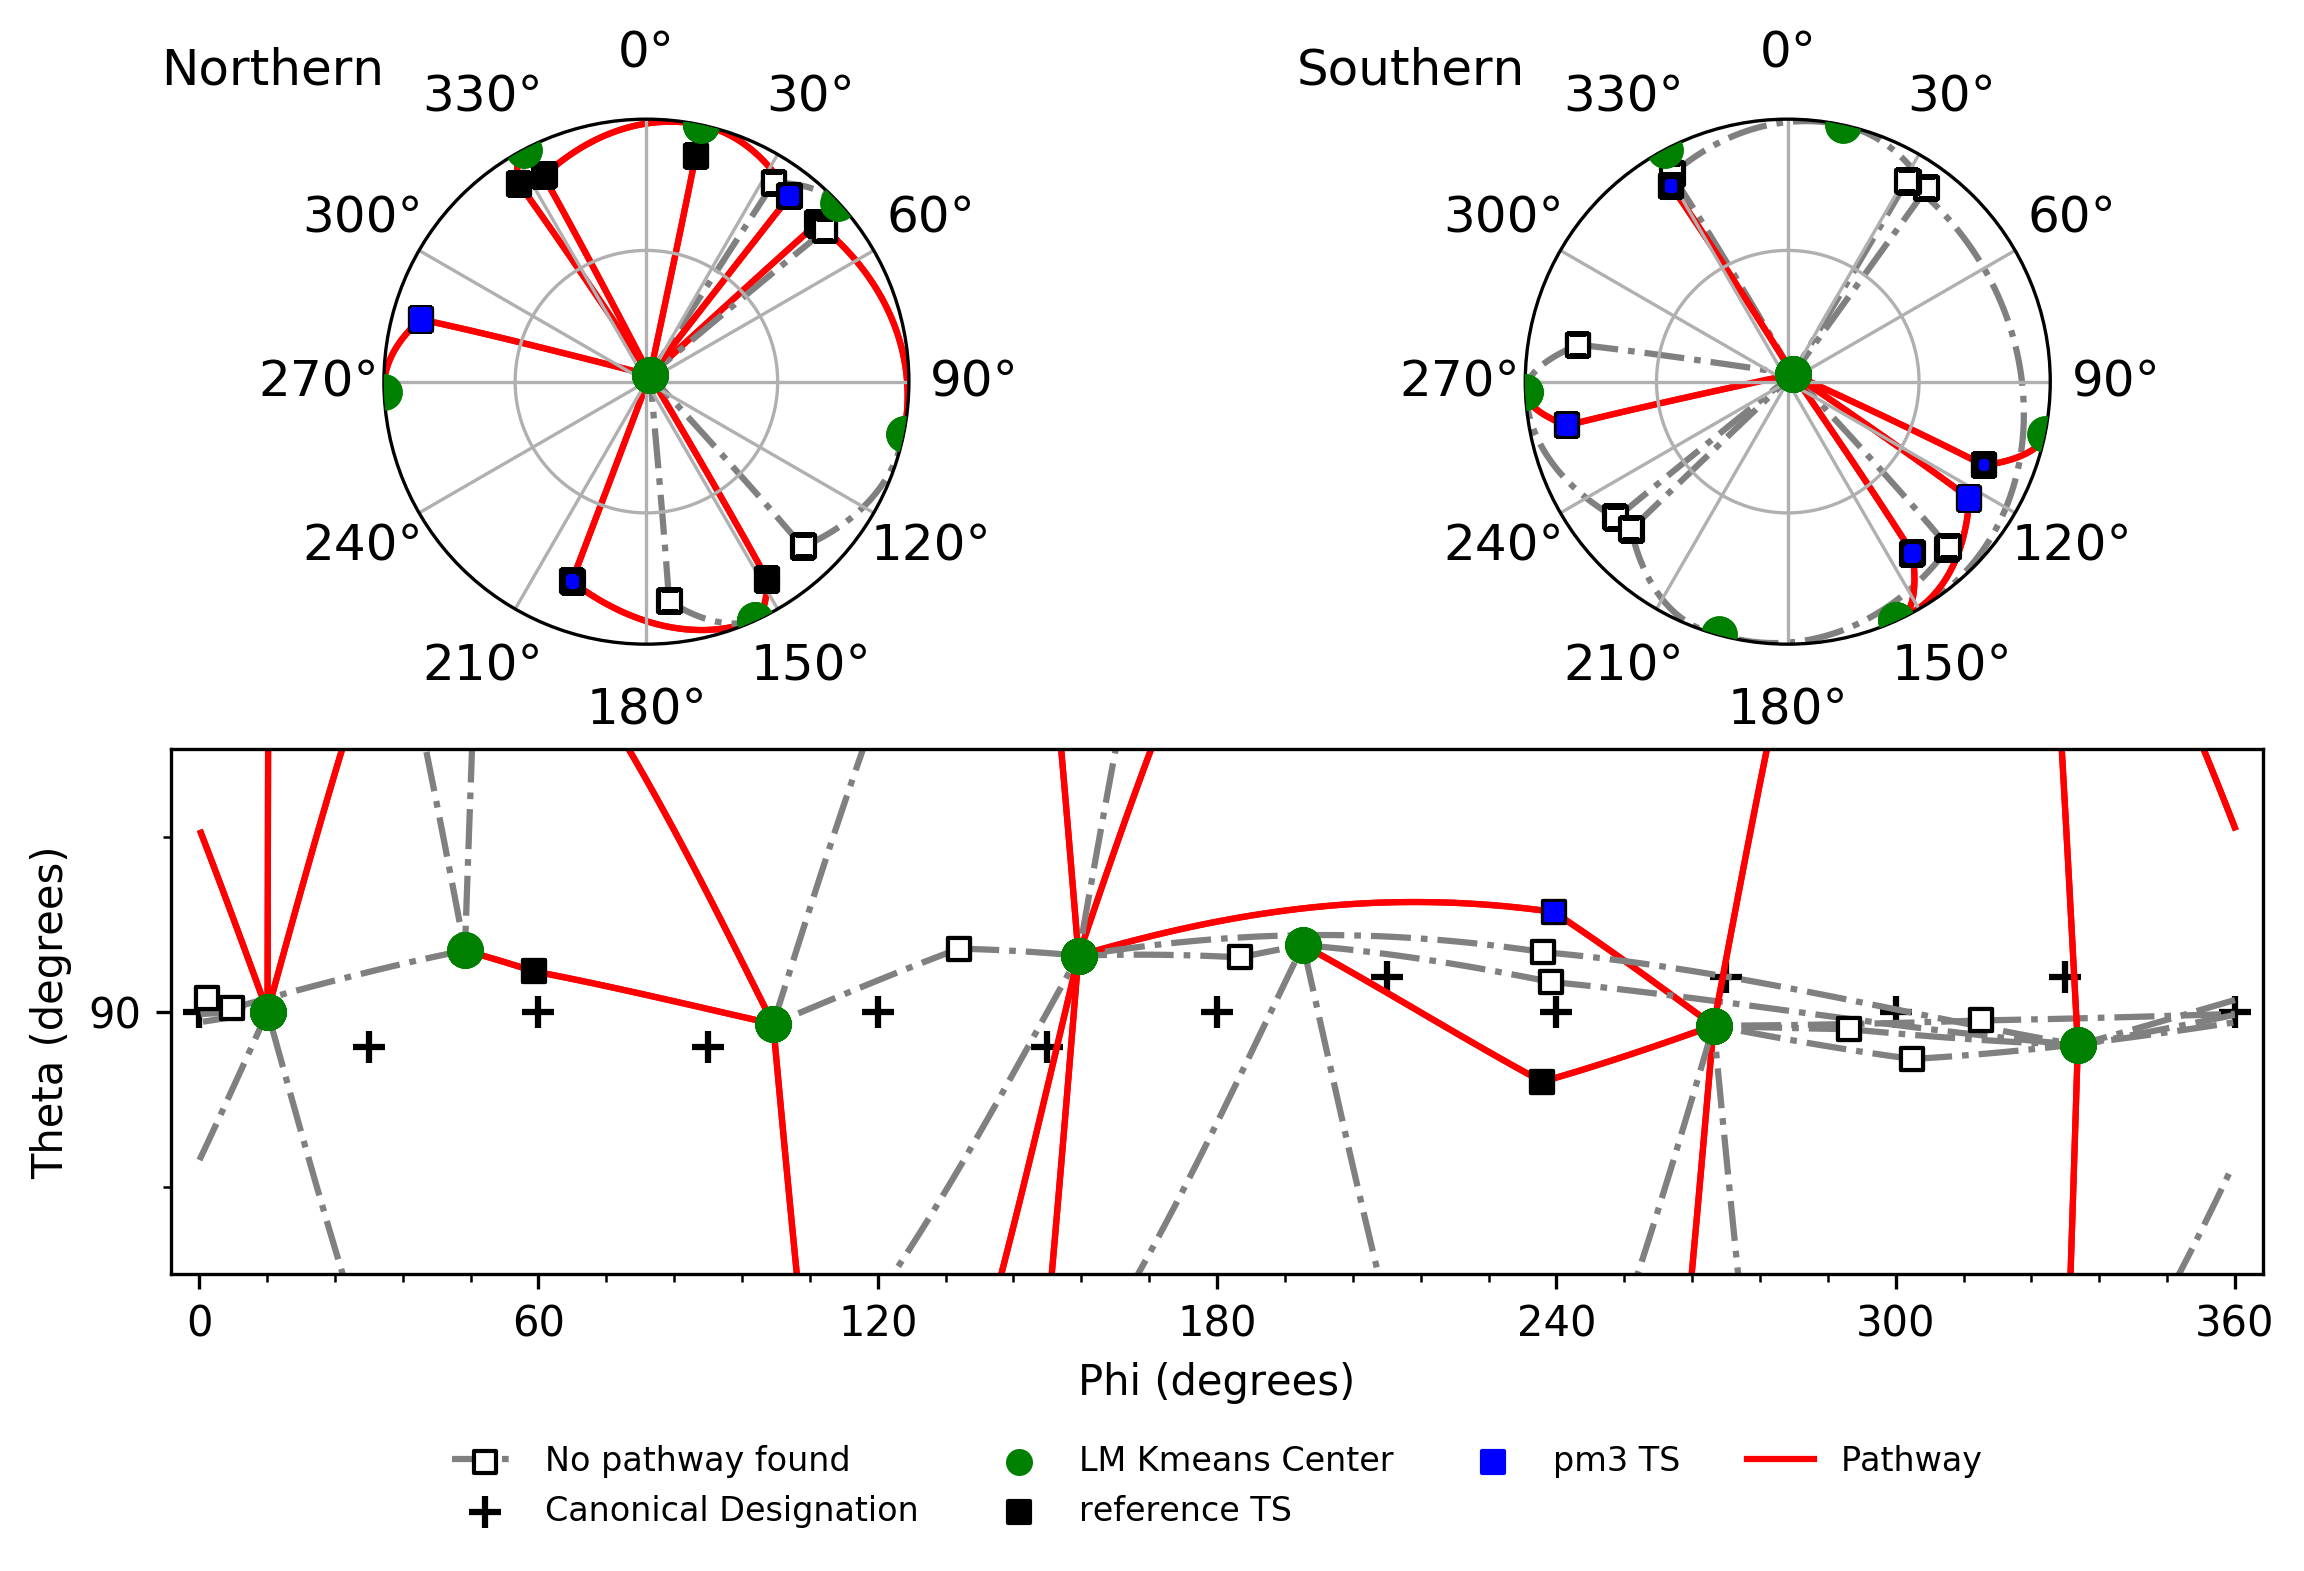 Northern
0°
30°
60°
90°
120°
150°
180°
210°
240°
270°
300°
330°
Southern
0°
30°
60°
90°
120°
150°
180°
210°
240°
270°
300°
330°
Theta (degrees)
90
0 60 120 180 240 300 360
Phi (degrees)
No pathway found
Canonical Designation
LM Kmeans Center
reference TS
pm3 TS
Pathway